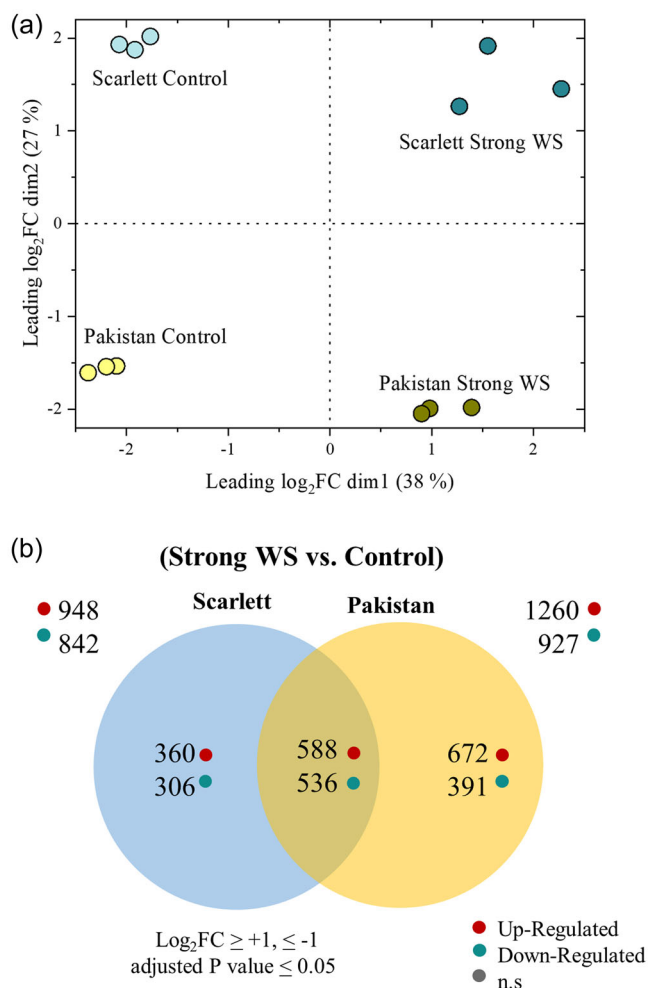 (a)
2
1
0
-1
-2
Leading log₂FC dim2 (27 %)
Scarlett Control
Scarlett Strong WS
Pakistan Control
Pakistan Strong WS
-2 -1 0 1 2
Leading log₂FC dim1 (38 %)
(b)
(Strong WS vs. Control)
Scarlett Pakistan
948 1260
842 927
360 588 672
306 536 391
Log₂FC ≥ +1, ≤ -1
adjusted P value ≤ 0.05
Up-Regulated
Down-Regulated
n.s